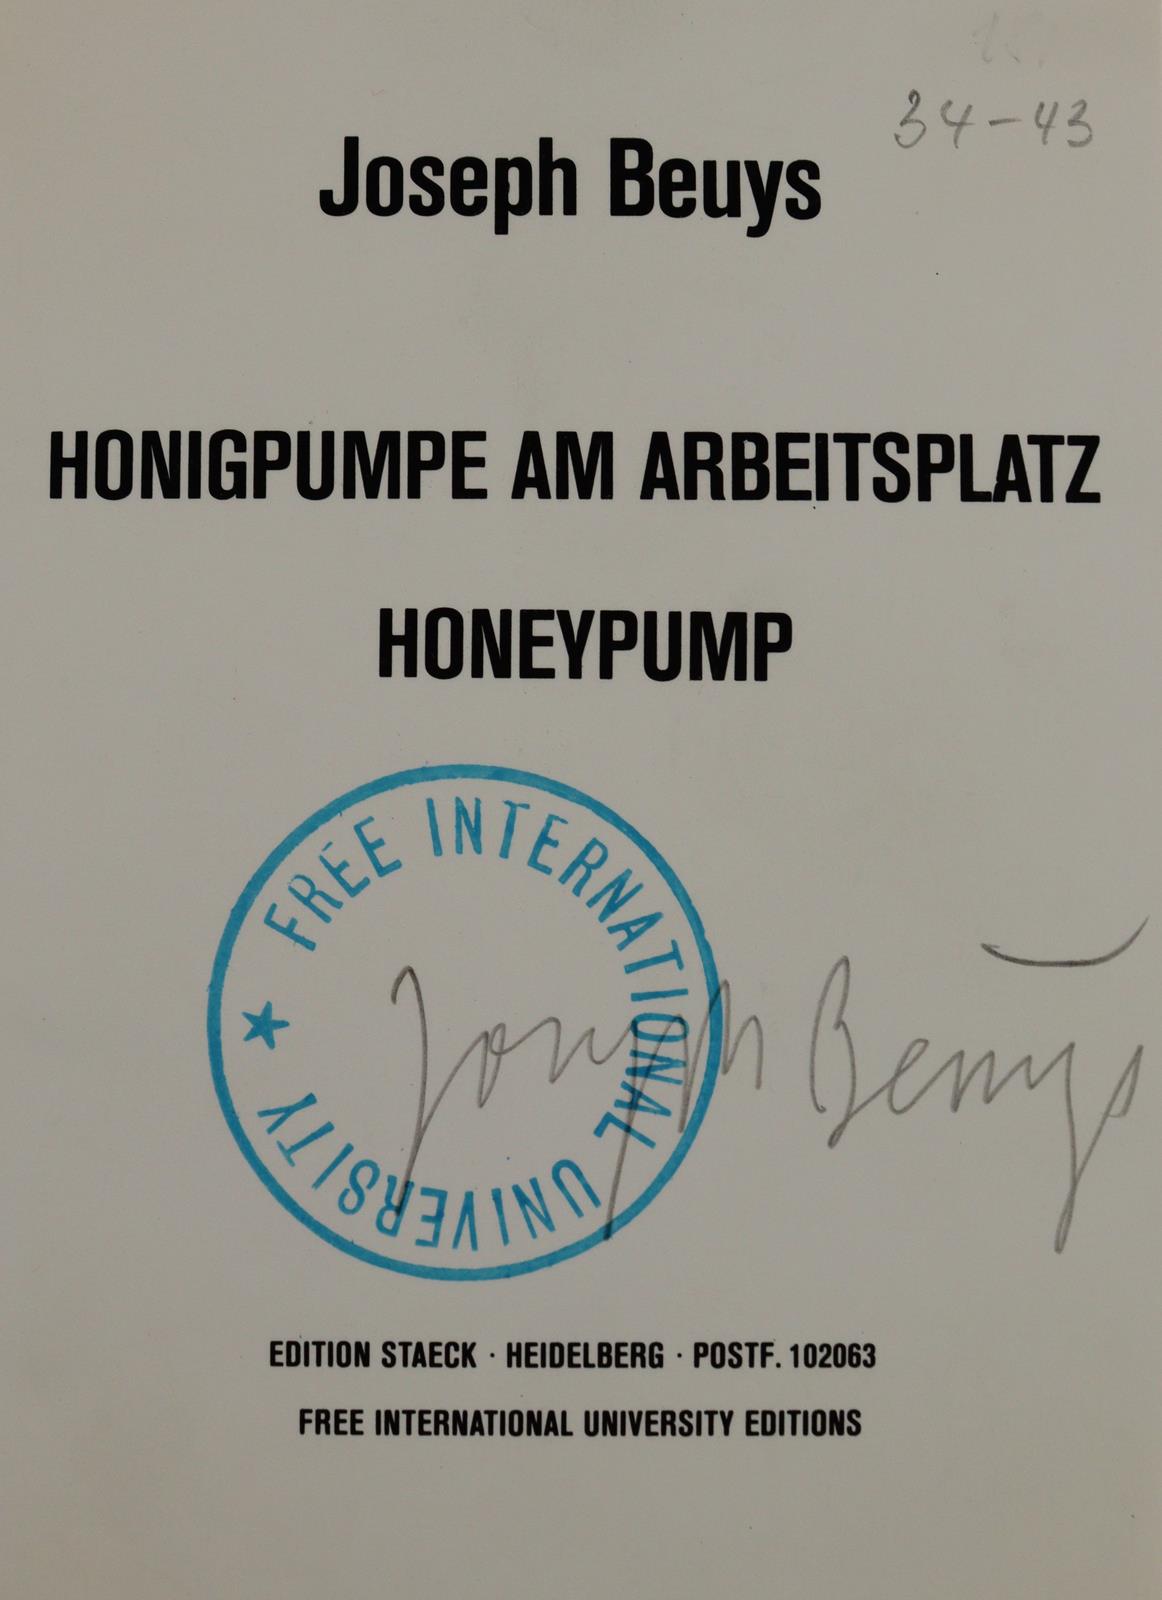 34-43
Joseph Beuys
HONIGPUMPE AM ARBEITSPLATZ
HONEYPUMP
FREE INTERNATIONAL UNIVERSITY ★
Joseph Beuys
EDITION STAECK · HEIDELBERG · POSTF. 102063
FREE INTERNATIONAL UNIVERSITY EDITIONS